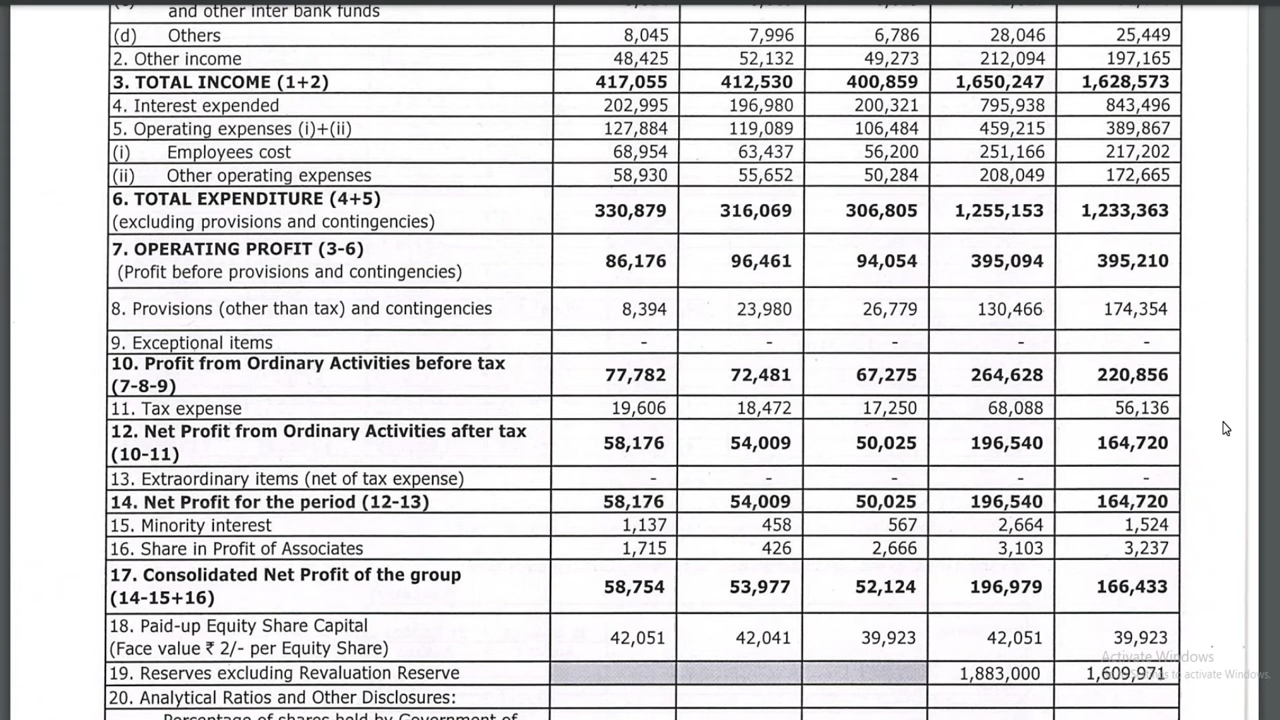 and other inter bank funds
(d) Others 8,045 7,996 6,786 28,046 25,449
2. Other income 48,425 52,132 49,273 212,094 197,165
3. TOTAL INCOME (1+2) 417,055 412,530 400,859 1,650,247 1,628,573
4. Interest expended 202,995 196,980 200,321 795,938 843,496
5. Operating expenses (i)+(ii) 127,884 119,089 106,484 459,215 389,867
(i) Employees cost 68,954 63,437 56,200 251,166 217,202
(ii) Other operating expenses 58,930 55,652 50,284 208,049 172,665
6. TOTAL EXPENDITURE (4+5)
(excluding provisions and contingencies) 330,879 316,069 306,805 1,255,153 1,233,363
7. OPERATING PROFIT (3-6)
(Profit before provisions and contingencies) 86,176 96,461 94,054 395,094 395,210
8. Provisions (other than tax) and contingencies 8,394 23,980 26,779 130,466 174,354
9. Exceptional items - - - - -
10. Profit from Ordinary Activities before tax
(7-8-9) 77,782 72,481 67,275 264,628 220,856
11. Tax expense 19,606 18,472 17,250 68,088 56,136
12. Net Profit from Ordinary Activities after tax
(10-11) 58,176 54,009 50,025 196,540 164,720
13. Extraordinary items (net of tax expense) - - - - -
14. Net Profit for the period (12-13) 58,176 54,009 50,025 196,540 164,720
15. Minority interest 1,137 458 567 2,664 1,524
16. Share in Profit of Associates 1,715 426 2,666 3,103 3,237
17. Consolidated Net Profit of the group
(14-15+16) 58,754 53,977 52,124 196,979 166,433
18. Paid-up Equity Share Capital
(Face value ₹ 2/- per Equity Share) 42,051 42,041 39,923 42,051 39,923
Activate Windows
19. Reserves excluding Revaluation Reserve 1,883,000 1,609,971
to activate Windows.
20. Analytical Ratios and Other Disclosures:
Percentage of shares held by Government of